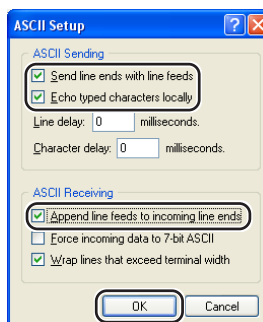 ASCII Setup
ASCII Sending
Send line ends with line feeds
Echo typed characters locally
Line delay: 0 milliseconds.
Character delay: 0 milliseconds.
ASCII Receiving
Append line feeds to incoming line ends
Force incoming data to 7-bit ASCII
Wrap lines that exceed terminal width
OK Cancel